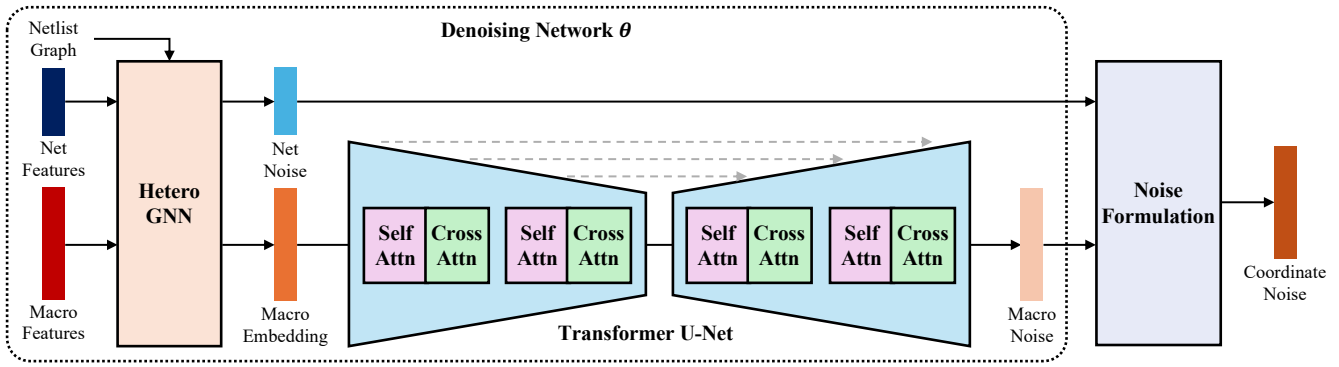 Denoising Network θ
Netlist
Graph
Net
Features
Macro
Features
Hetero
GNN
Net
Noise
Macro
Embedding
Self
Attn
Cross
Attn
Self
Attn
Cross
Attn
Self
Attn
Cross
Attn
Self
Attn
Cross
Attn
Transformer U-Net
Macro
Noise
Noise
Formulation
Coordinate
Noise